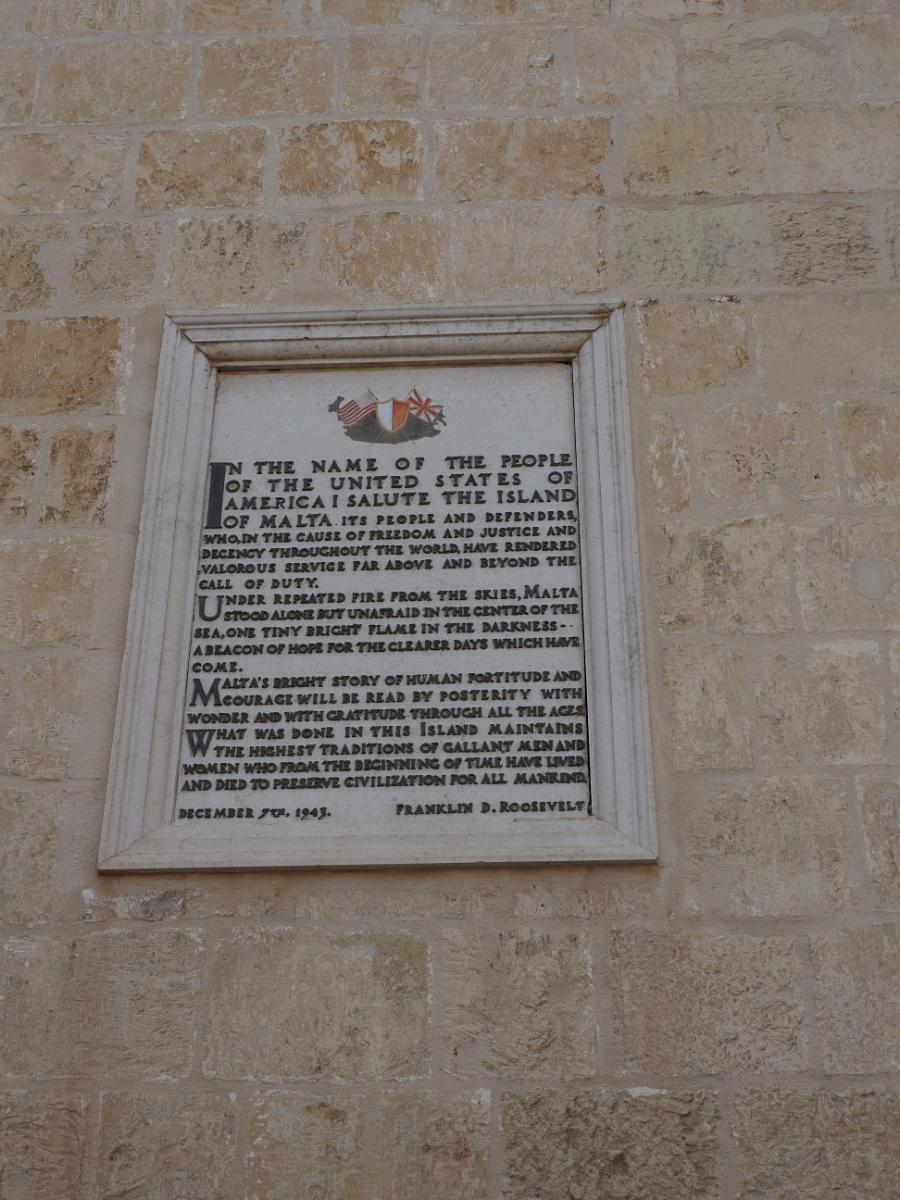 IN THE NAME OF THE PEOPLE
OF THE UNITED STATES OF
AMERICA I SALUTE THE ISLAND
OF MALTA. ITS PEOPLE AND DEFENDERS,
WHO, IN THE CAUSE OF FREEDOM AND JUSTICE AND
DECENCY THROUGHOUT THE WORLD, HAVE RENDERED
VALOROUS SERVICE FAR ABOVE AND BEYOND THE
CALL OF DUTY.
UNDER REPEATED FIRE FROM THE SKIES, MALTA
STOOD ALONE BUT UNAFRAID IN THE CENTER OF THE
SEA, ONE TINY BRIGHT FLAME IN THE DARKNESS--
A BEACON OF HOPE FOR THE CLEARER DAYS WHICH HAVE
COME.
MALTA'S BRIGHT STORY OF HUMAN FORTITUDE AND
COURAGE WILL BE READ BY POSTERITY WITH
WONDER AND WITH GRATITUDE THROUGH ALL THE AGES.
WHAT WAS DONE IN THIS ISLAND MAINTAINS
THE HIGHEST TRADITIONS OF GALLANT MEN AND
WOMEN WHO FROM THE BEGINNING OF TIME HAVE LIVED
AND DIED TO PRESERVE CIVILIZATION FOR ALL MANKIND.
DECEMBER 7TH. 1943. FRANKLIN D. ROOSEVELT